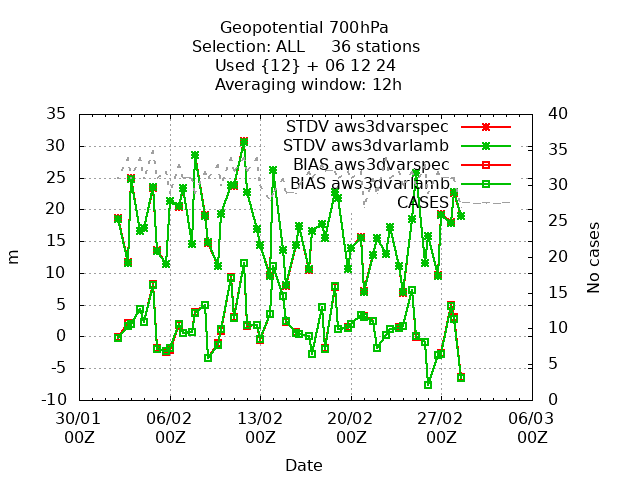 Geopotential 700hPa
Selection: ALL     36 stations
Used {12} + 06 12 24
Averaging window: 12h
35
30
25
20
15
10
5
0
-5
-10
m
40
35
30
25
20
15
10
5
0
No cases
STDV aws3dvarspec
STDV aws3dvarlamb
BIAS aws3dvarspec
BIAS aws3dvarlamb
CASES
30/01 06/02 13/02 20/02 27/02 06/03
00Z 00Z 00Z 00Z 00Z 00Z
Date